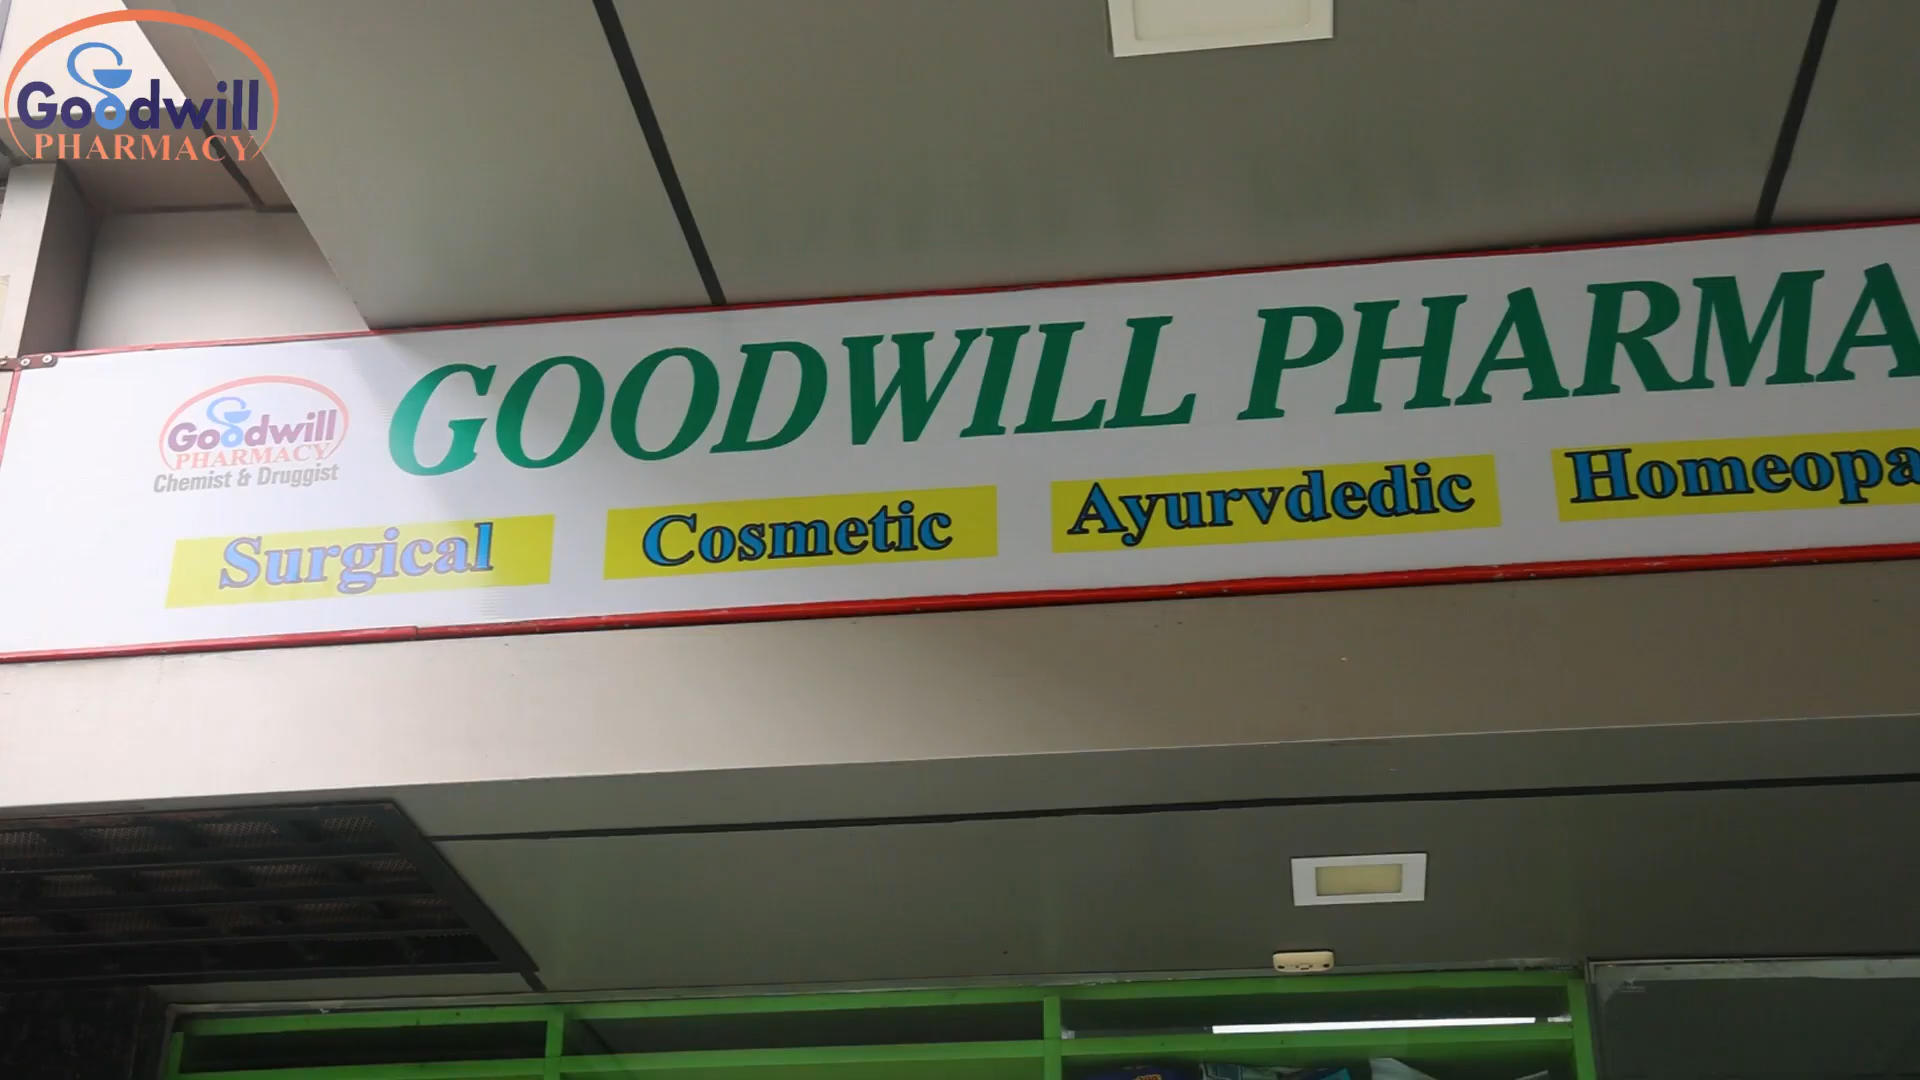 Goodwill
PHARMACY
GOODWILL PHARMA
Goodwill
PHARMACY
Chemist & Druggist
Surgical Cosmetic Ayurvdedic Homeopa